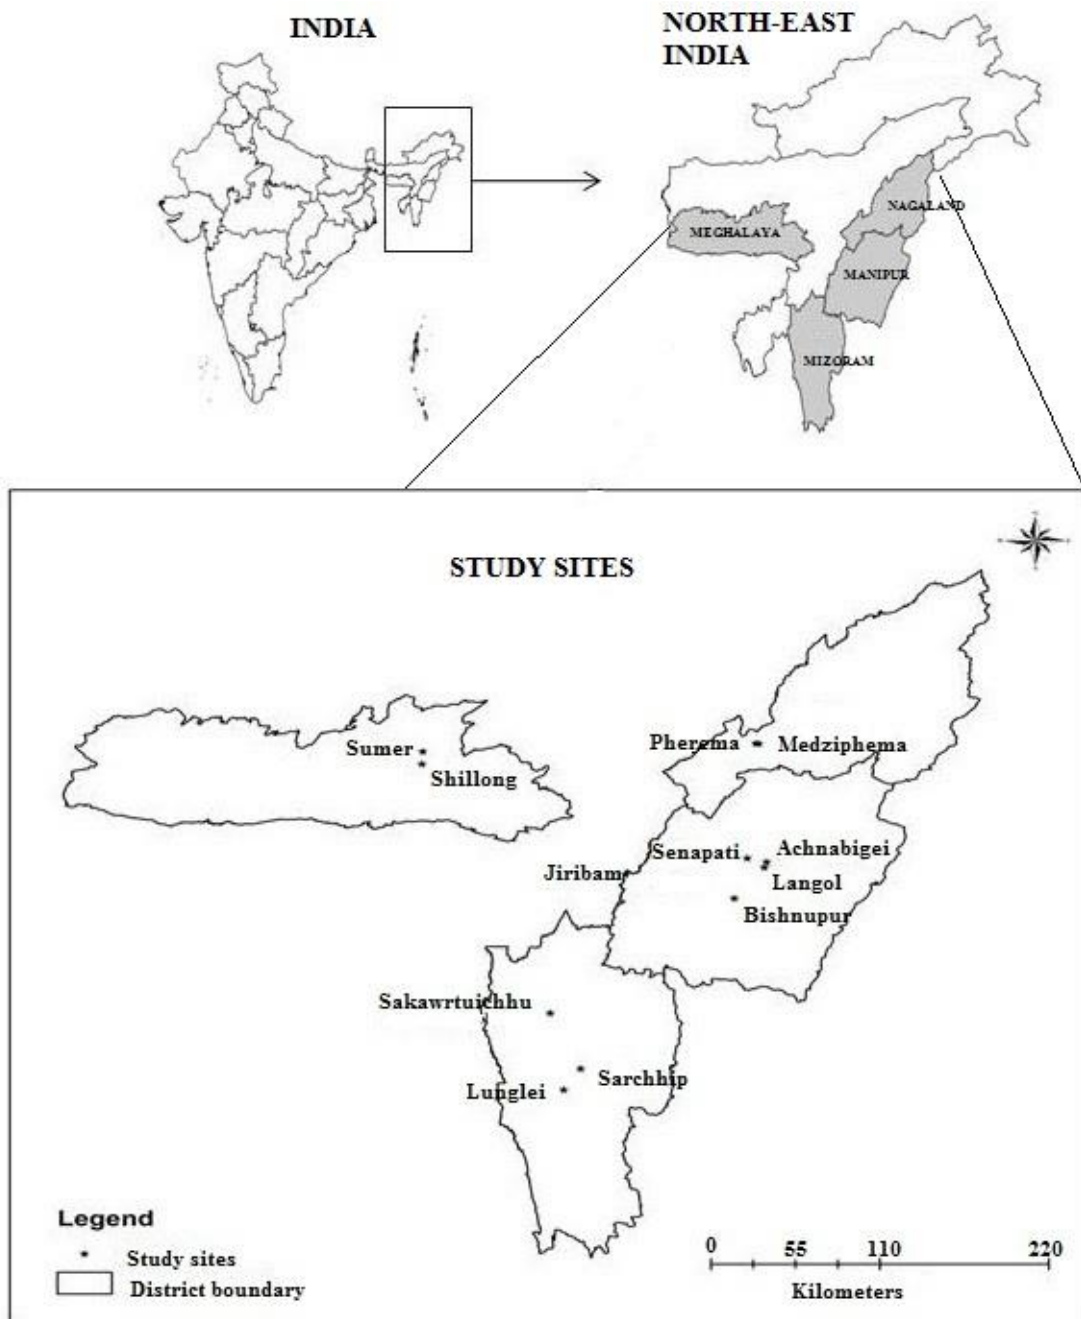 INDIA
NORTH-EAST
INDIA
NAGALAND
MEGHALAYA
MANIPUR
MIZORAM
STUDY SITES
Pherema
Medziphema
Sumer
Shillong
Senapati
Achnabigei
Jiribam
Langol
Bishnupur
Sakawrtuichhu
Sarchhip
Lunglei
Legend
Study sites
District boundary
0 55 110 220
Kilometers